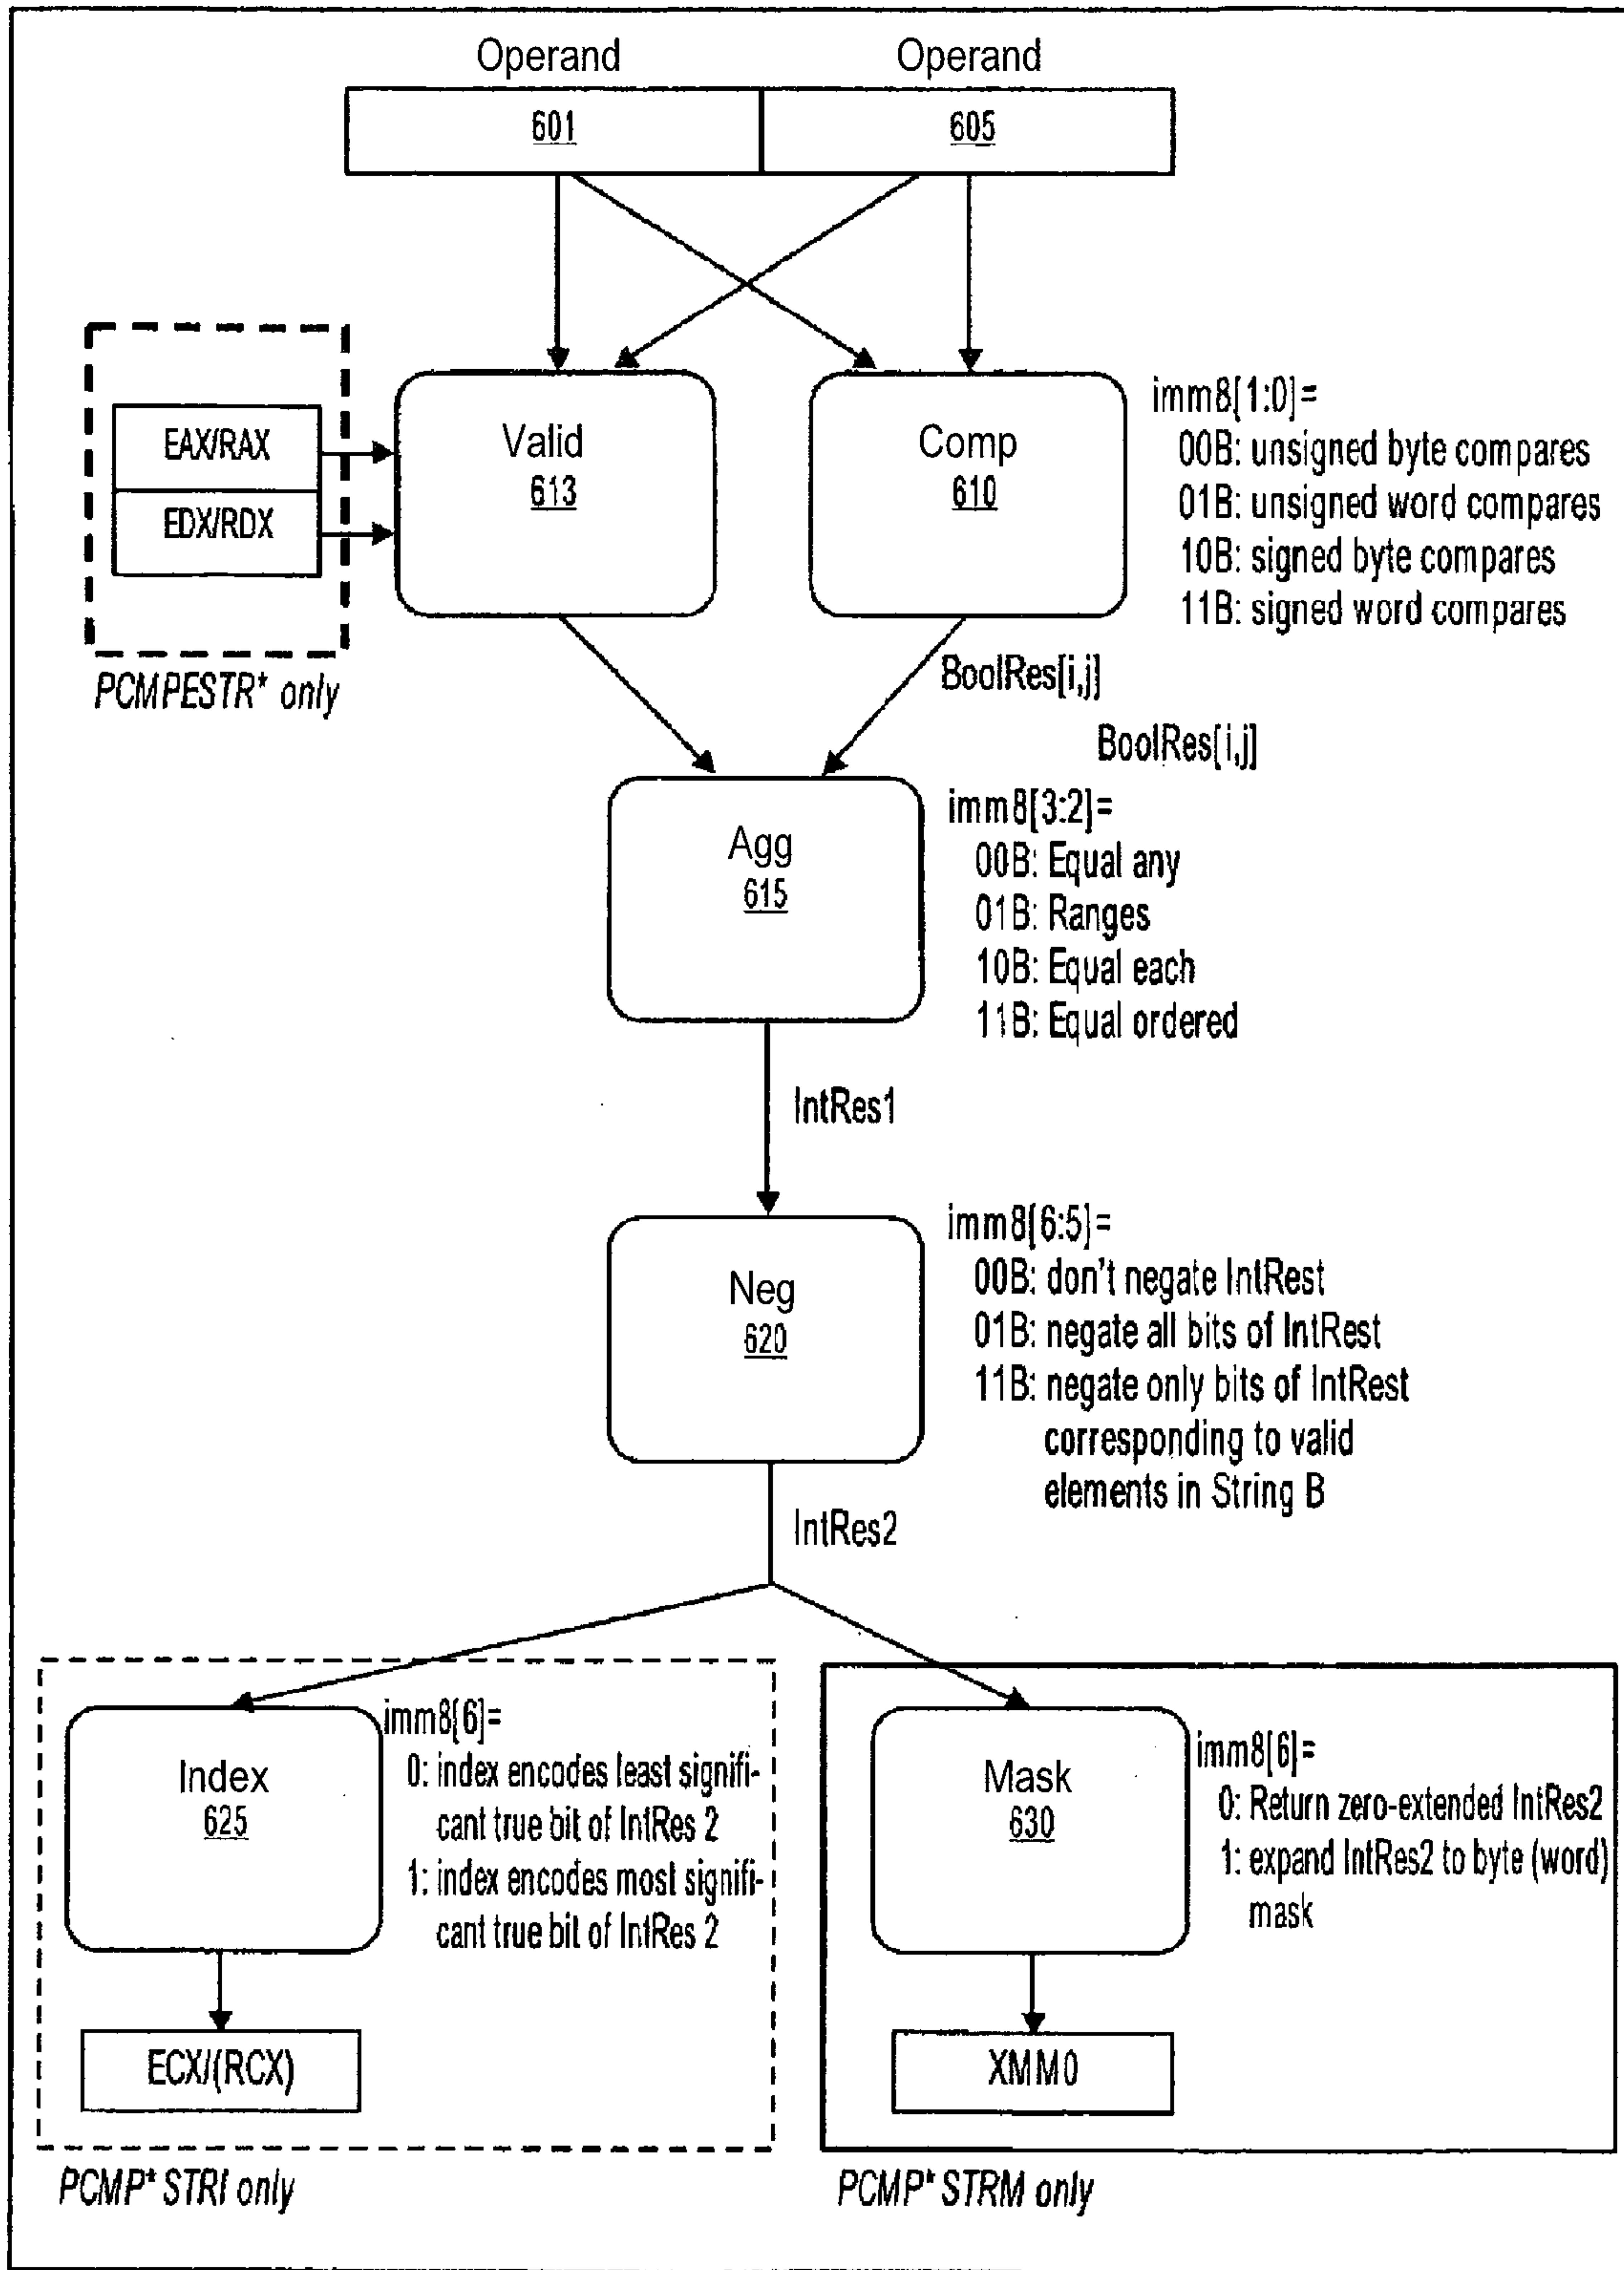 Operand Operand
601 605
EAX/RAX
EDX/RDX
PCMPESTR* only
Valid
613
Comp
610
imm8[1:0]=
00B: unsigned byte compares
01B: unsigned word compares
10B: signed byte compares
11B: signed word compares
BoolRes[i,j]
BoolRes[i,j]
Agg
615
imm8[3:2]=
00B: Equal any
01B: Ranges
10B: Equal each
11B: Equal ordered
IntRes1
Neg
620
imm8[6:5]=
00B: don't negate IntRest
01B: negate all bits of IntRest
11B: negate only bits of IntRest
corresponding to valid
elements in String B
IntRes2
Index
625
imm8[6]=
0: index encodes least signifi-
cant true bit of IntRes 2
1: index encodes most signifi-
cant true bit of IntRes 2
ECX/(RCX)
PCMP*STRI only
Mask
630
imm8[6]=
0: Return zero-extended IntRes2
1: expand IntRes2 to byte (word)
mask
XMM0
PCMP*STRM only